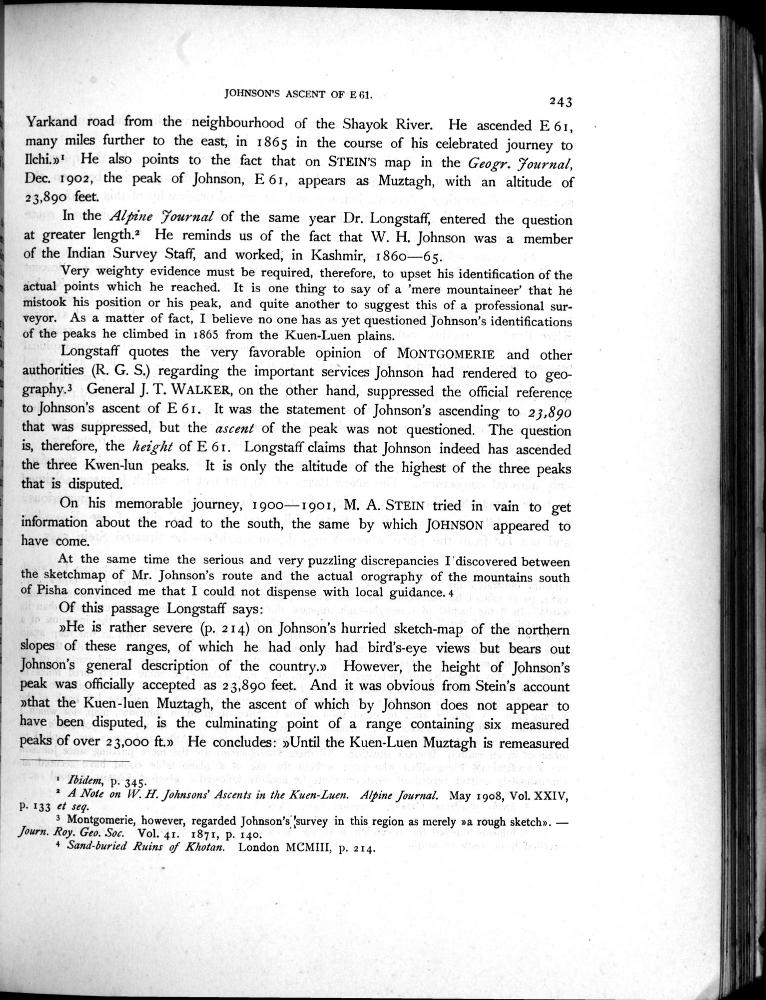 JOHNSON'S ASCENT OF E 61.
243
Yarkand road from the neighbourhood of the Shayok River. He ascended E 61,
many miles further to the east, in 1865 in the course of his celebrated journey to
Ilchi.»¹ He also points to the fact that on STEIN'S map in the Geogr. Journal,
Dec. 1902, the peak of Johnson, E 61, appears as Muztagh, with an altitude of
23,890 feet.
In the Alpine Journal of the same year Dr. Longstaff, entered the question
at greater length.² He reminds us of the fact that W. H. Johnson was a member
of the Indian Survey Staff, and worked, in Kashmir, 1860—65.
Very weighty evidence must be required, therefore, to upset his identification of the
actual points which he reached. It is one thing to say of a 'mere mountaineer' that he
mistook his position or his peak, and quite another to suggest this of a professional sur-
veyor. As a matter of fact, I believe no one has as yet questioned Johnson's identifications
of the peaks he climbed in 1865 from the Kuen-Luen plains.
Longstaff quotes the very favorable opinion of MONTGOMERIE and other
authorities (R. G. S.) regarding the important services Johnson had rendered to geo-
graphy.³ General J. T. WALKER, on the other hand, suppressed the official reference
to Johnson's ascent of E 61. It was the statement of Johnson's ascending to 23,890
that was suppressed, but the ascent of the peak was not questioned. The question
is, therefore, the height of E 61. Longstaff claims that Johnson indeed has ascended
the three Kwen-lun peaks. It is only the altitude of the highest of the three peaks
that is disputed.
On his memorable journey, 1900—1901, M. A. STEIN tried in vain to get
information about the road to the south, the same by which JOHNSON appeared to
have come.
At the same time the serious and very puzzling discrepancies I discovered between
the sketchmap of Mr. Johnson's route and the actual orography of the mountains south
of Pisha convinced me that I could not dispense with local guidance.⁴
Of this passage Longstaff says:
»He is rather severe (p. 214) on Johnson's hurried sketch-map of the northern
slopes of these ranges, of which he had only had bird's-eye views but bears out
Johnson's general description of the country.» However, the height of Johnson's
peak was officially accepted as 23,890 feet. And it was obvious from Stein's account
»that the Kuen-luen Muztagh, the ascent of which by Johnson does not appear to
have been disputed, is the culminating point of a range containing six measured
peaks of over 23,000 ft.» He concludes: »Until the Kuen-Luen Muztagh is remeasured
¹ Ibidem, p. 345.
² A Note on W. H. Johnsons' Ascents in the Kuen-Luen. Alpine Journal. May 1908, Vol. XXIV,
p. 133 et seq.
³ Montgomerie, however, regarded Johnson's survey in this region as merely »a rough sketch». —
Journ. Roy. Geo. Soc. Vol. 41. 1871, p. 140.
⁴ Sand-buried Ruins of Khotan. London MCMIII, p. 214.